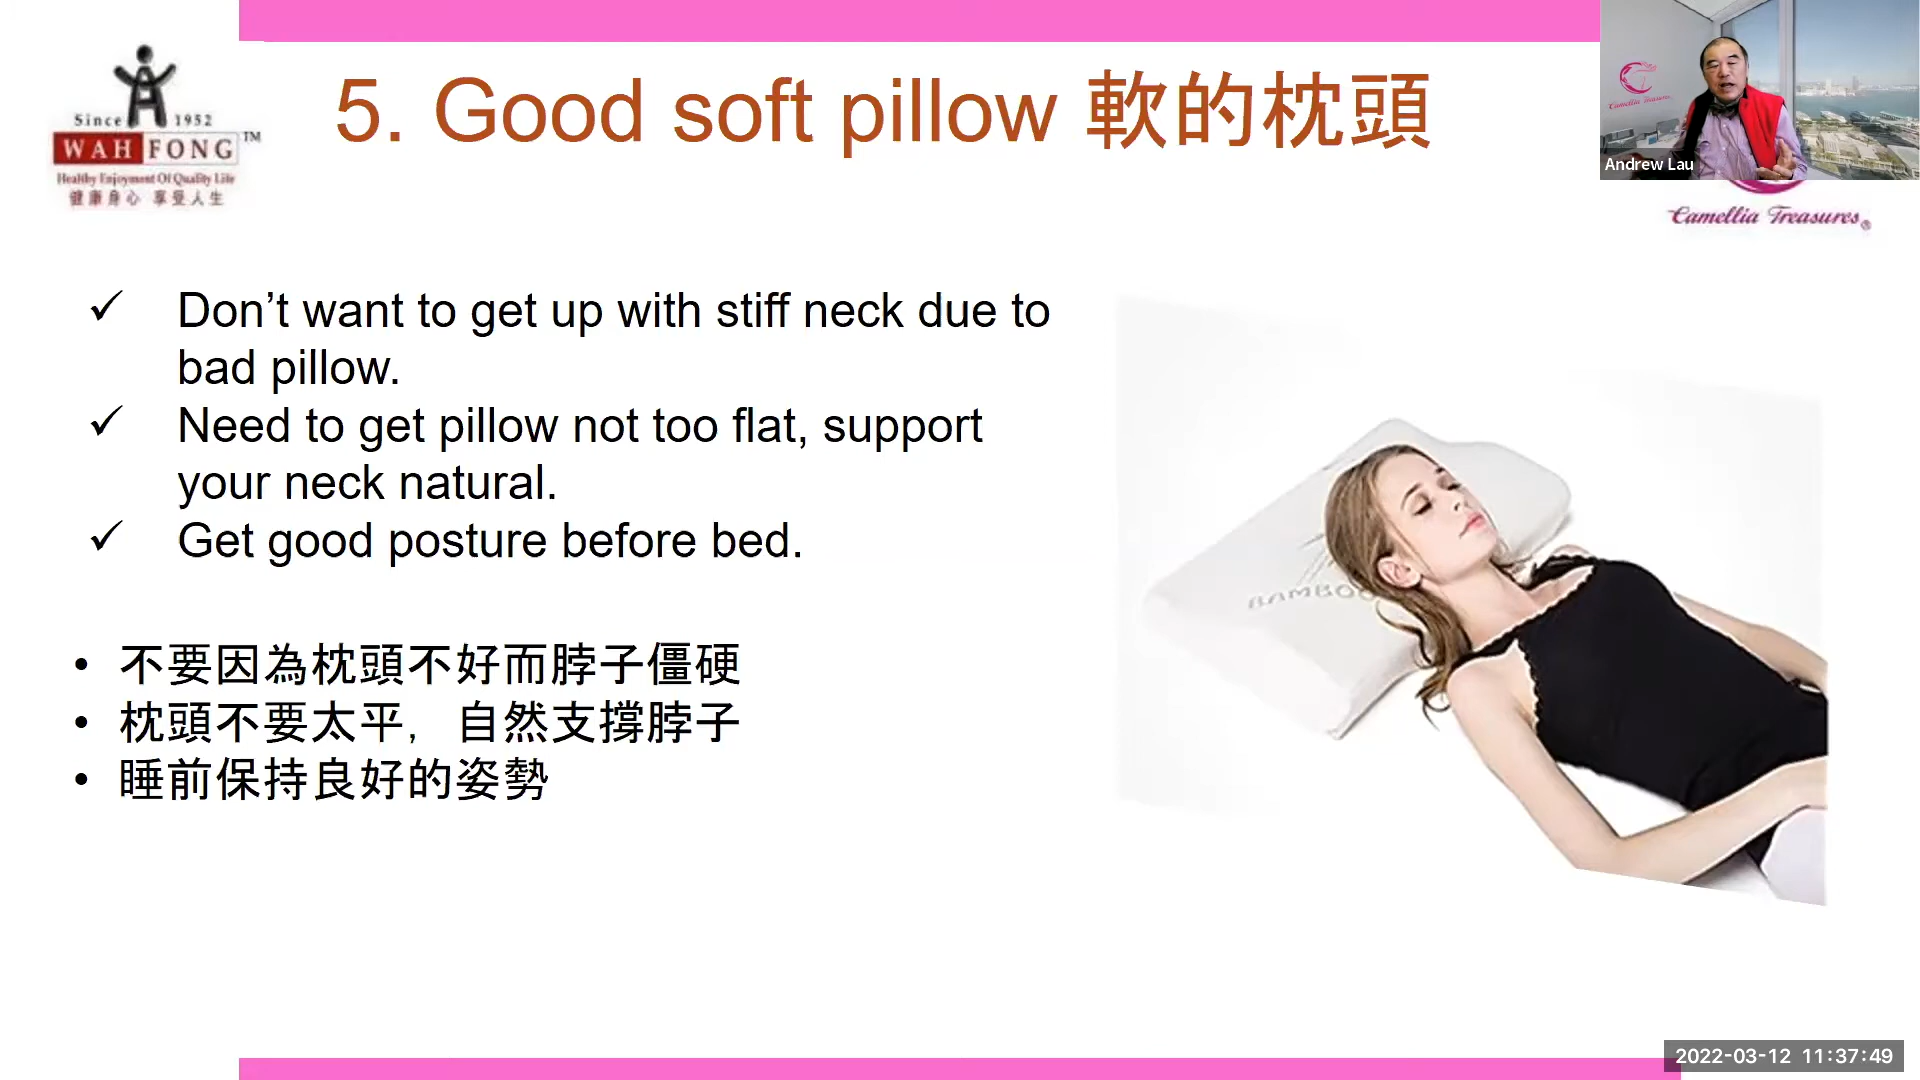 Since 1952
WAH FONG TM
Healthy Enjoyment Of Quality Life
健康身心 享受人生
5. Good soft pillow 軟的枕頭
Camellia Treasures
Andrew Lau
Camellia Treasures®
✓ Don’t want to get up with stiff neck due to
bad pillow.
✓ Need to get pillow not too flat, support
your neck natural.
✓ Get good posture before bed.
BAMBOO
• 不要因為枕頭不好而脖子僵硬
• 枕頭不要太平，自然支撐脖子
• 睡前保持良好的姿勢
2022-03-12 11:37:49